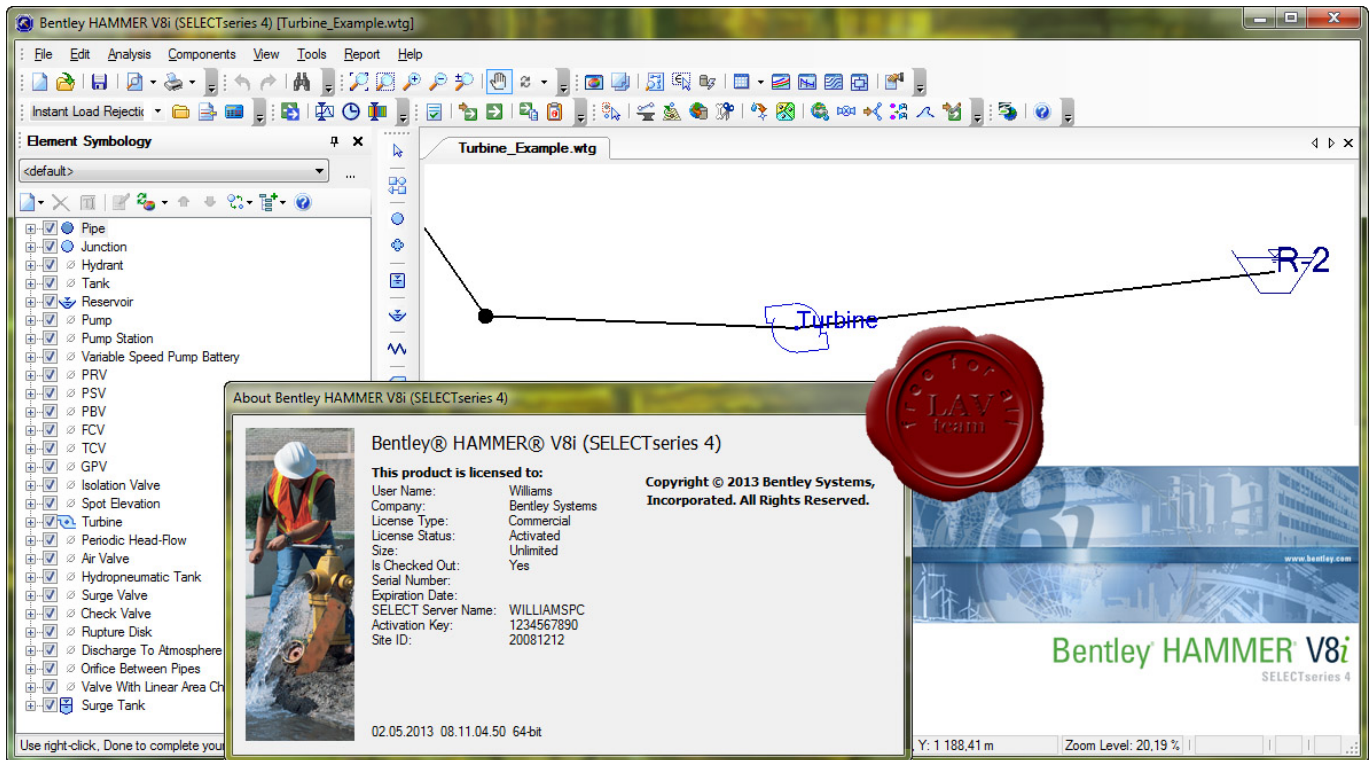 Bentley HAMMER V8i (SELECTseries 4) [Turbine_Example.wtg]
File Edit Analysis Components View Tools Report Help
Instant Load Rejectic
Element Symbology
Turbine_Example.wtg
<default>
...
Pipe
Junction
Hydrant
Tank
Reservoir
Pump
Pump Station
Variable Speed Pump Battery
PRV
PSV
PBV
FCV
TCV
GPV
Isolation Valve
Spot Elevation
Turbine
Periodic Head-Flow
Air Valve
Hydropneumatic Tank
Surge Valve
Check Valve
Rupture Disk
Discharge To Atmosphere
Orifice Between Pipes
Valve With Linear Area Ch
Surge Tank
R-2
Turbine
free for all
LAV
team
About Bentley HAMMER V8i (SELECTseries 4)
Bentley® HAMMER® V8i (SELECTseries 4)
This product is licensed to:
User Name: Williams
Company: Bentley Systems
License Type: Commercial
License Status: Activated
Size: Unlimited
Is Checked Out: Yes
Serial Number:
Expiration Date:
SELECT Server Name: WILLIAMSPC
Activation Key: 1234567890
Site ID: 20081212
Copyright © 2013 Bentley Systems,
Incorporated. All Rights Reserved.
02.05.2013 08.11.04.50 64-bit
www.bentley.com
Bentley HAMMER V8i
SELECTseries 4
Use right-click, Done to complete your
, Y: 1 188,41 m
Zoom Level: 20,19 %